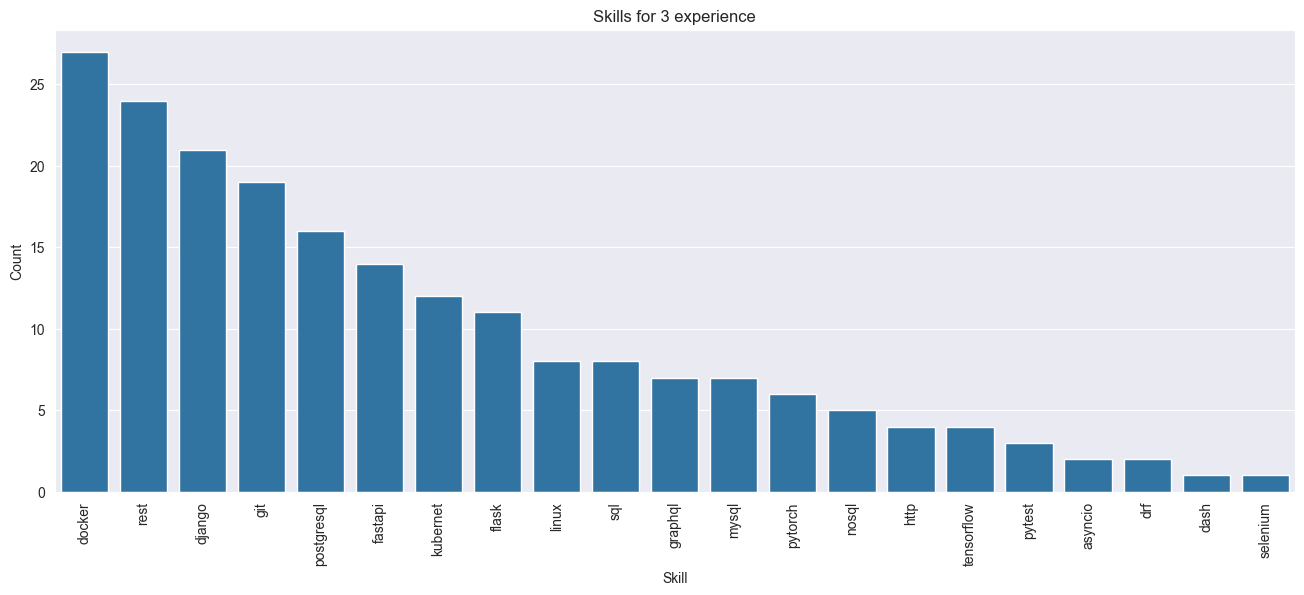 Skills for 3 experience
Count
25
20
15
10
5
0
docker
rest
django
git
postgresql
fastapi
kubernet
flask
linux
sql
graphql
mysql
pytorch
nosql
http
tensorflow
pytest
asyncio
drf
dash
selenium
Skill